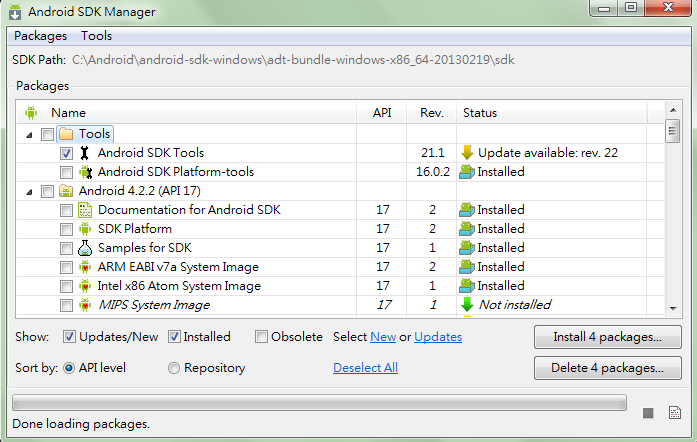 Android SDK Manager
Packages Tools
SDK Path: C:\Android\android-sdk-windows\adt-bundle-windows-x86_64-20130219\sdk
Packages
Name API Rev. Status
Tools
Android SDK Tools 21.1 Update available: rev. 22
Android SDK Platform-tools 16.0.2 Installed
Android 4.2.2 (API 17)
Documentation for Android SDK 17 2 Installed
SDK Platform 17 2 Installed
Samples for SDK 17 1 Installed
ARM EABI v7a System Image 17 2 Installed
Intel x86 Atom System Image 17 1 Installed
MIPS System Image 17 1 Not installed
Show: Updates/New Installed Obsolete Select New or Updates Install 4 packages...
Sort by: API level Repository Deselect All Delete 4 packages...
Done loading packages.